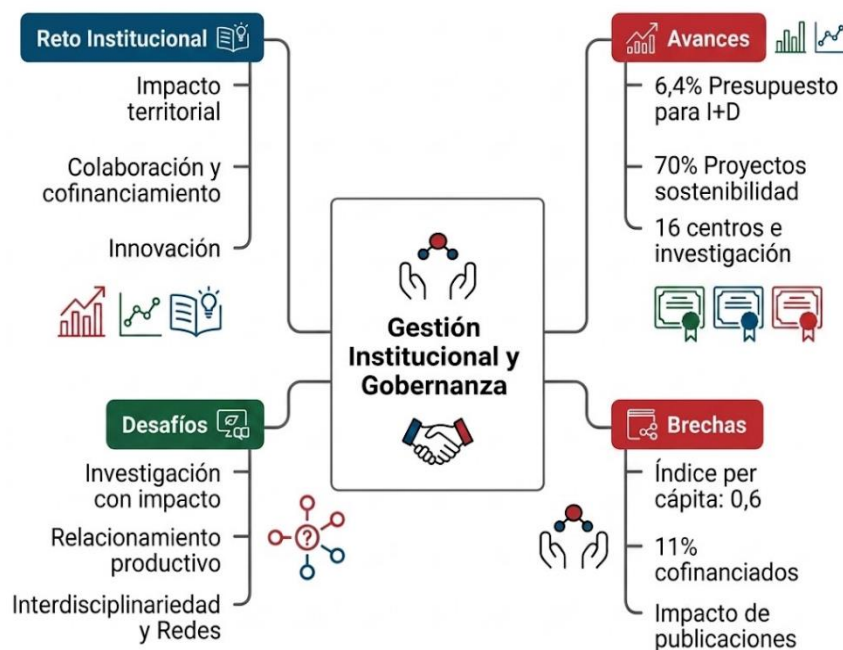 Reto Institucional
Impacto
territorial
Colaboración y
cofinanciamiento
Innovación
Avances
6,4% Presupuesto
para I+D
70% Proyectos
sostenibilidad
16 centros e
investigación
Gestión
Institucional y
Gobernanza
Desafíos
Investigación
con impacto
Relacionamiento
productivo
Interdisciplinariedad
y Redes
?
Brechas
Índice per
cápita: 0,6
11%
cofinanciados
Impacto de
publicaciones